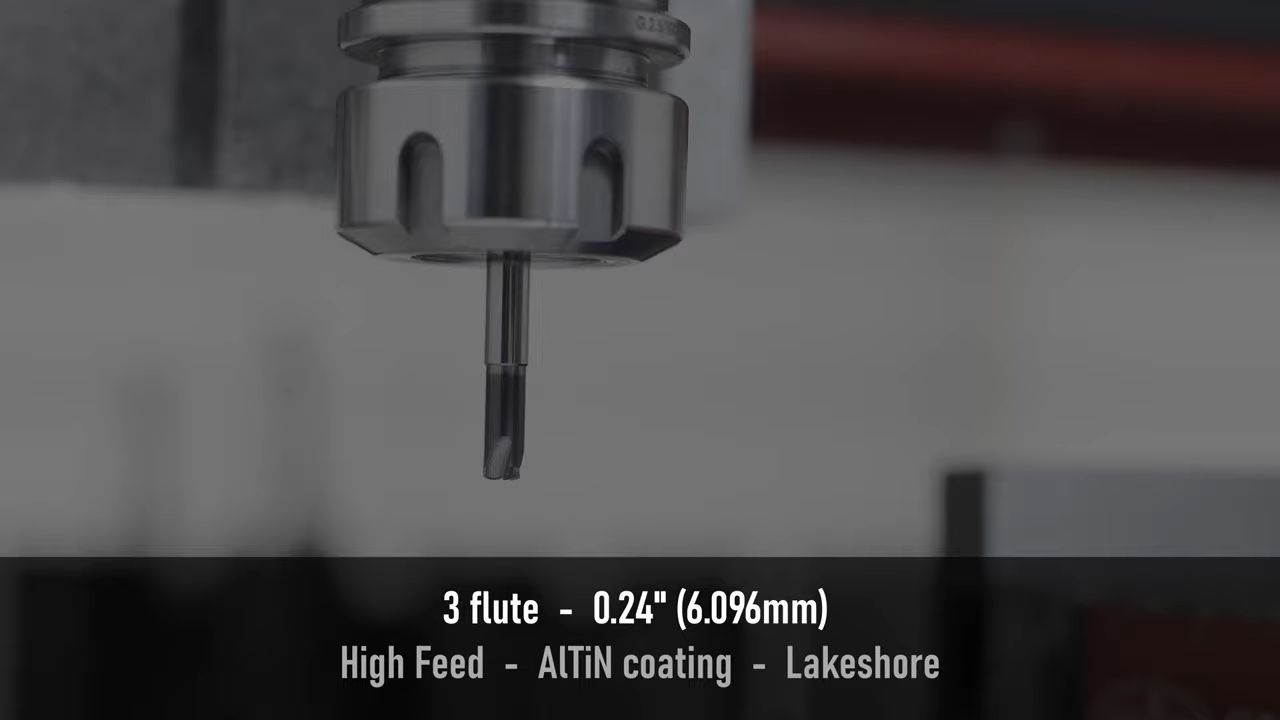 3 flute - 0.24" (6.096mm)
High Feed - AlTiN coating - Lakeshore